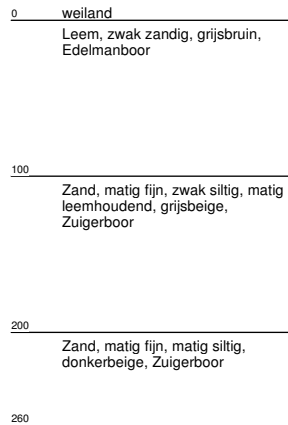 0 weiland
Leem, zwak zandig, grijsbruin,
Edelmanboor
100
Zand, matig fijn, zwak siltig, matig
leemhoudend, grijsbeige,
Zuigerboor
200
Zand, matig fijn, matig siltig,
donkerbeige, Zuigerboor
260